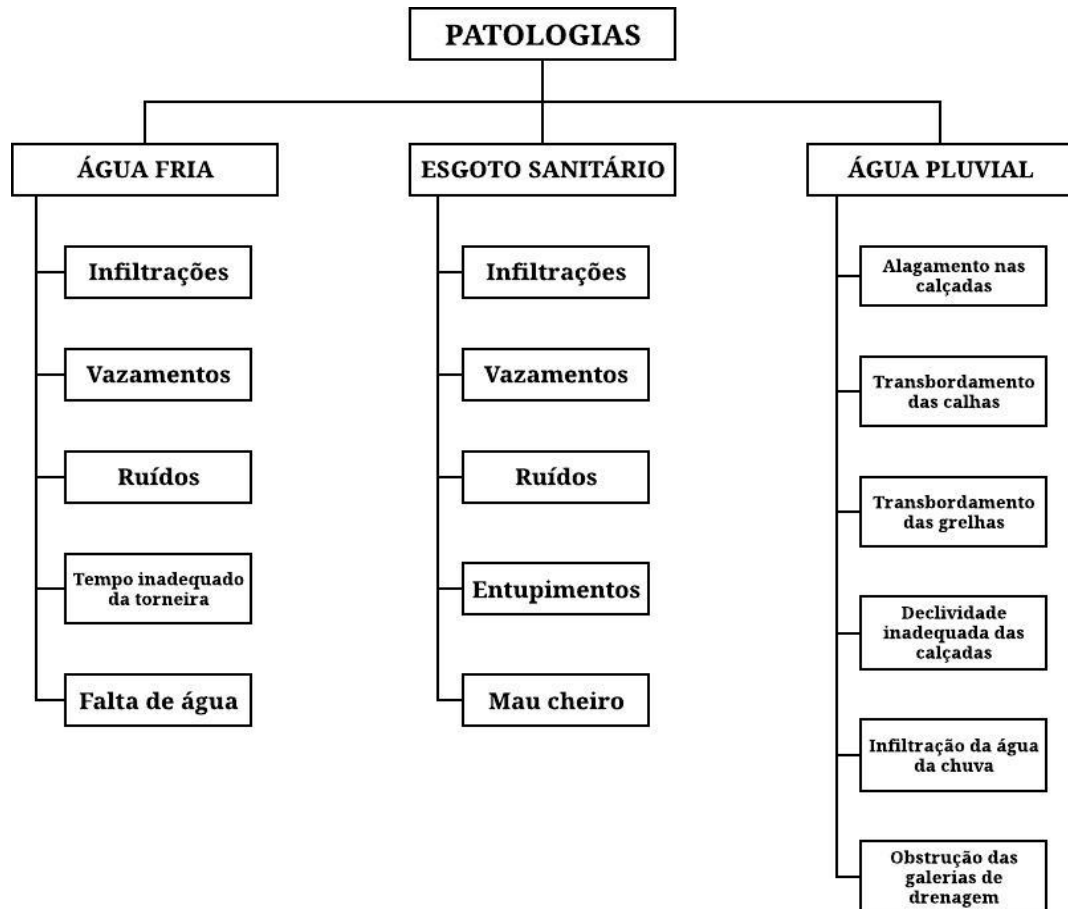 PATOLOGIAS
ÁGUA FRIA
Infiltrações
Vazamentos
Ruídos
Tempo inadequado
da torneira
Falta de água
ESGOTO SANITÁRIO
Infiltrações
Vazamentos
Ruídos
Entupimentos
Mau cheiro
ÁGUA PLUVIAL
Alagamento nas
calçadas
Transbordamento
das calhas
Transbordamento
das grelhas
Declividade
inadequada das
calçadas
Infiltração da água
da chuva
Obstrução das
galerias de
drenagem